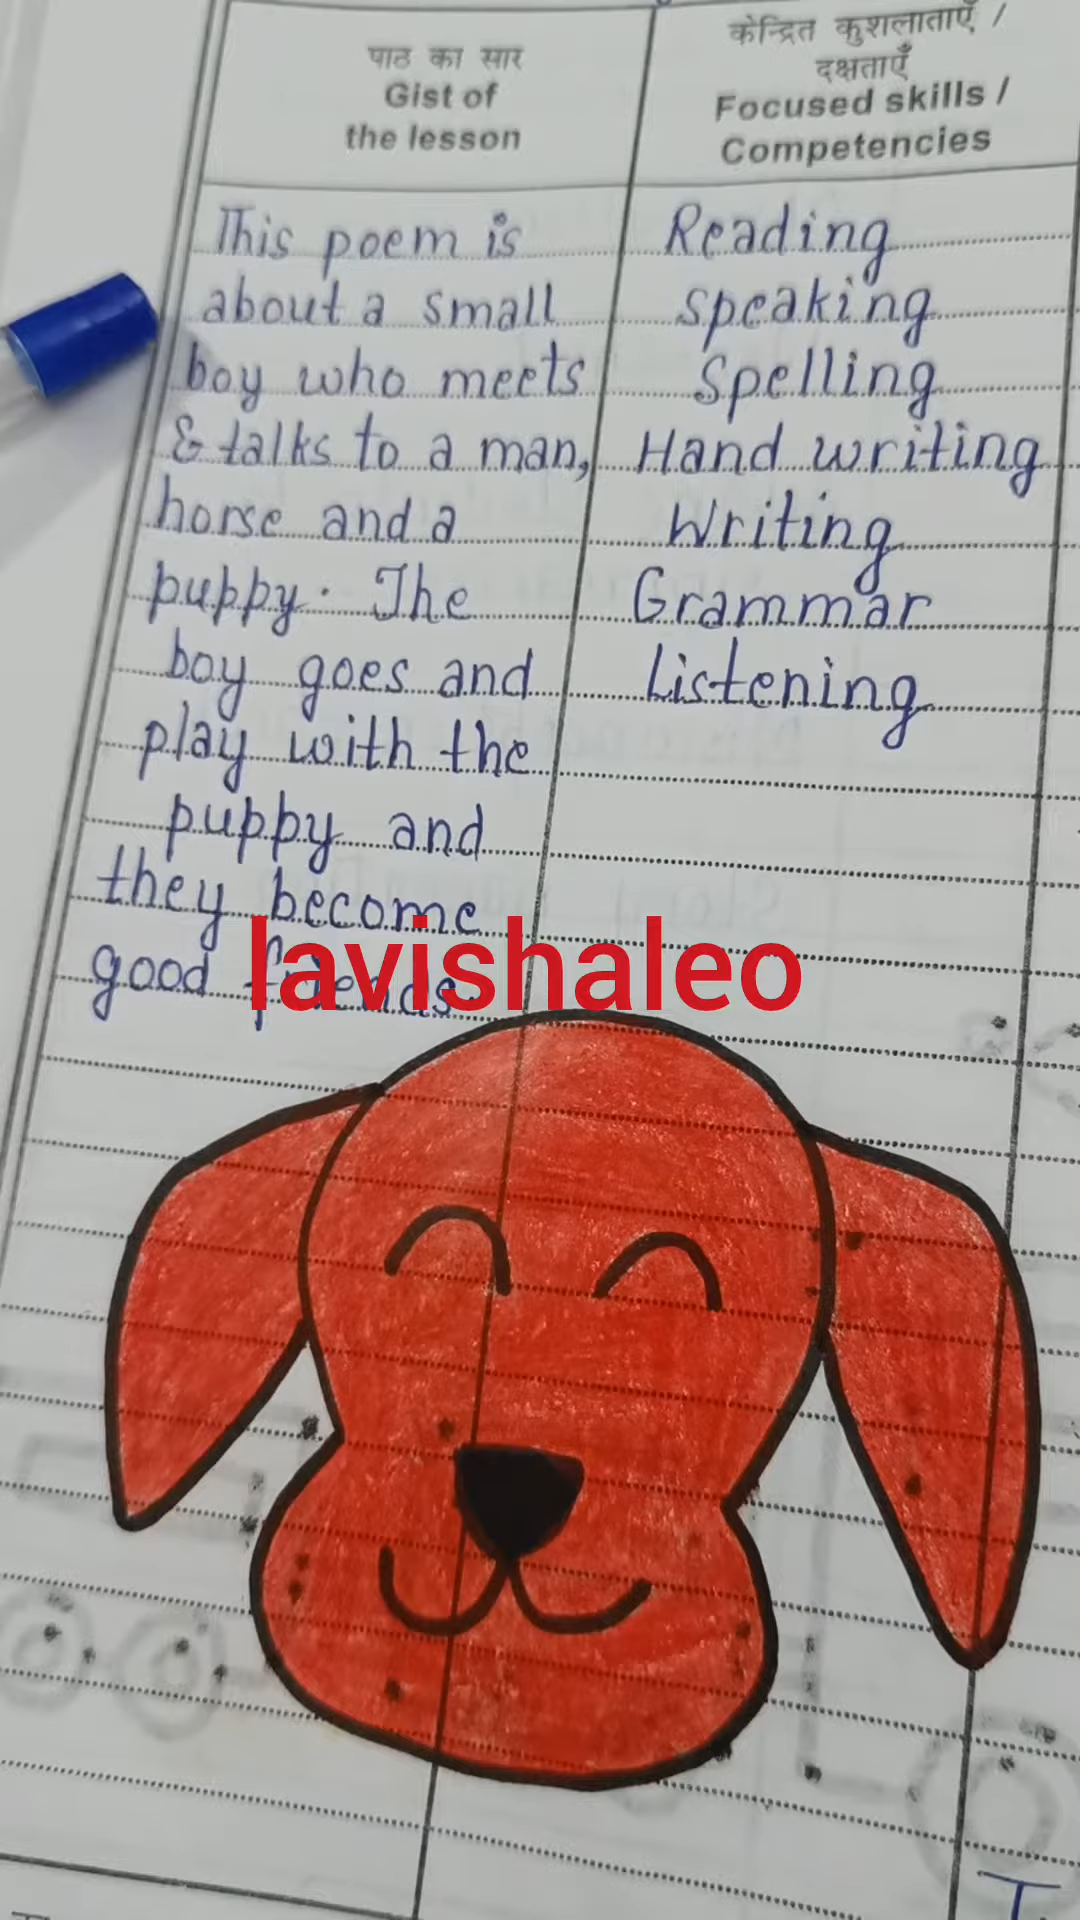 पाठ का सार
Gist of
the lesson
This poem is
about a small
boy who meets
& talks to a man,
horse and a
puppy. The
boy goes and
play with the
puppy and
they become
good friends.
केन्द्रित कुशलाताएँ /
दक्षताएँ
Focused skills /
Competencies
Reading
speaking
Spelling
Hand writing
Writing
Grammar
Listening
lavishaleo